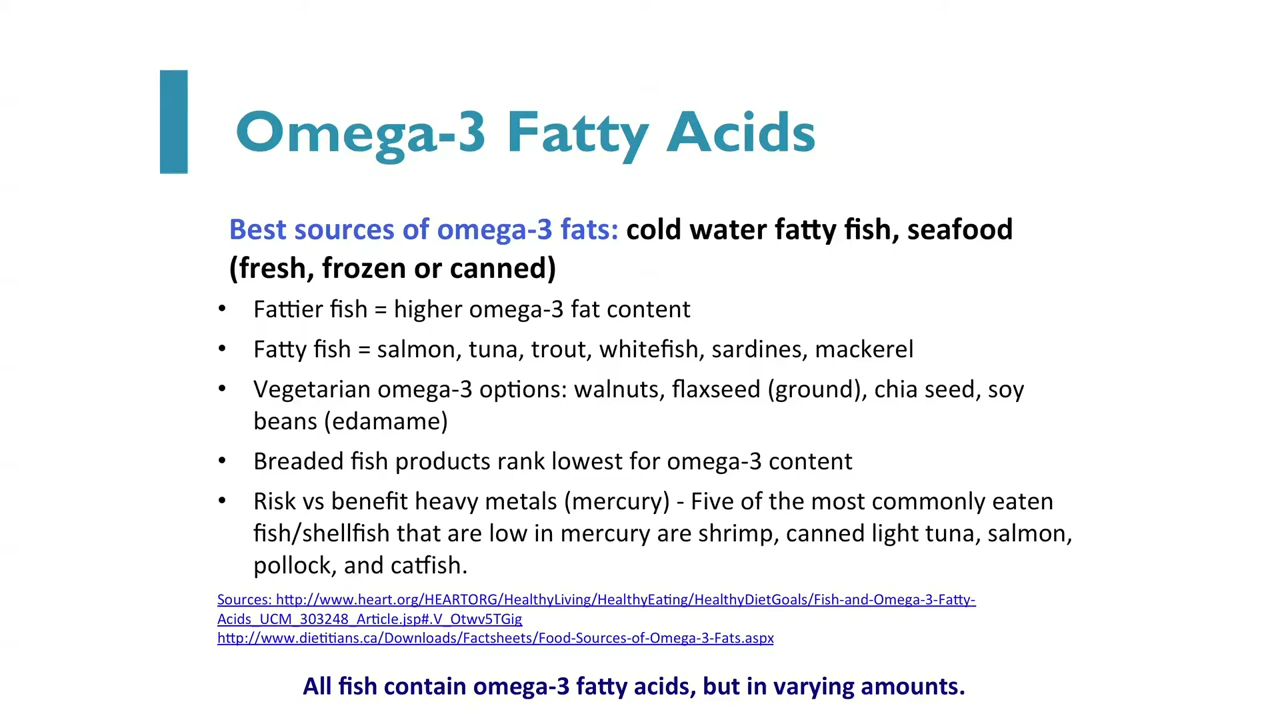 Omega-3 Fatty Acids
Best sources of omega-3 fats: cold water fatty fish, seafood
(fresh, frozen or canned)
• Fattier fish = higher omega-3 fat content
• Fatty fish = salmon, tuna, trout, whitefish, sardines, mackerel
• Vegetarian omega-3 options: walnuts, flaxseed (ground), chia seed, soy
beans (edamame)
• Breaded fish products rank lowest for omega-3 content
• Risk vs benefit heavy metals (mercury) - Five of the most commonly eaten
fish/shellfish that are low in mercury are shrimp, canned light tuna, salmon,
pollock, and catfish.
Sources: http://www.heart.org/HEARTORG/HealthyLiving/HealthyEating/HealthyDietGoals/Fish-and-Omega-3-Fatty-
Acids_UCM_303248_Article.jsp#.V_Otwv5TGig
http://www.dietitians.ca/Downloads/Factsheets/Food-Sources-of-Omega-3-Fats.aspx
All fish contain omega-3 fatty acids, but in varying amounts.